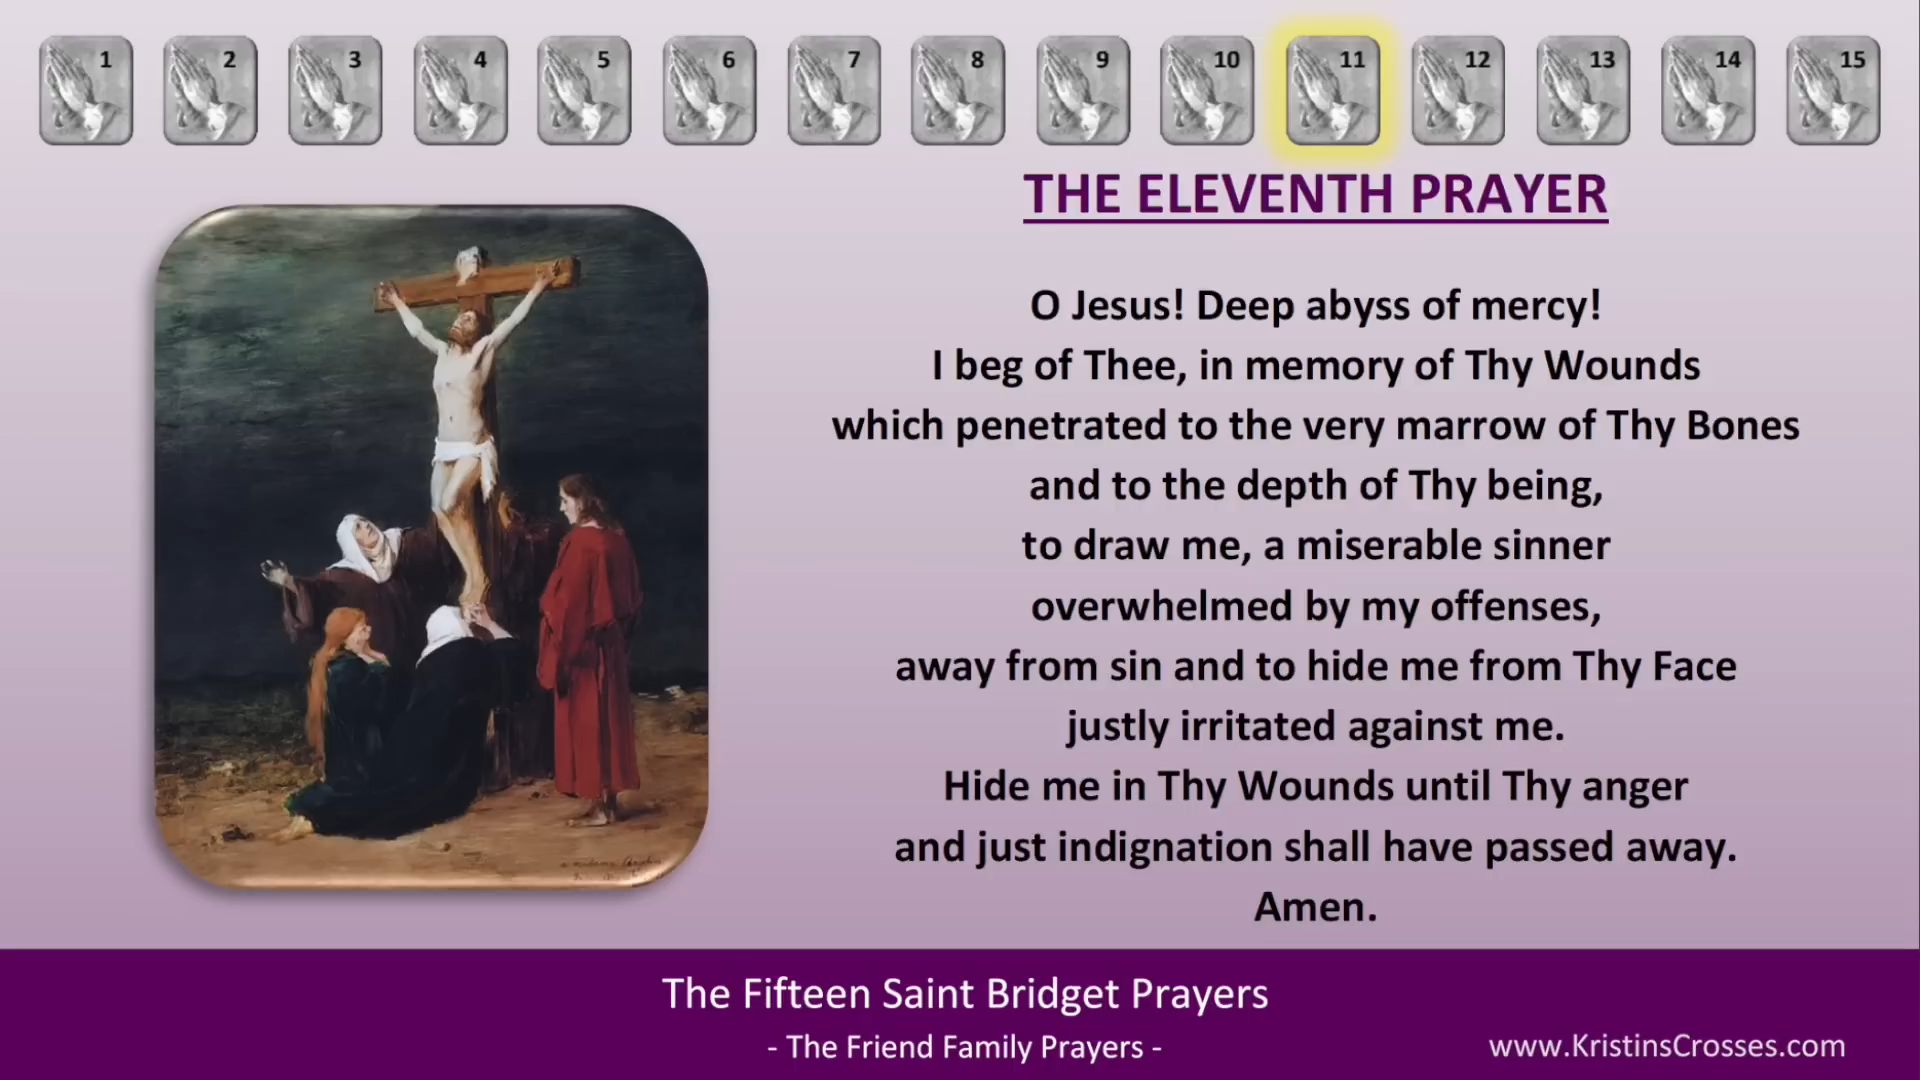 1 2 3 4 5 6 7 8 9 10 11 12 13 14 15
THE ELEVENTH PRAYER
O Jesus! Deep abyss of mercy!
I beg of Thee, in memory of Thy Wounds
which penetrated to the very marrow of Thy Bones
and to the depth of Thy being,
to draw me, a miserable sinner
overwhelmed by my offenses,
away from sin and to hide me from Thy Face
justly irritated against me.
Hide me in Thy Wounds until Thy anger
and just indignation shall have passed away.
Amen.
The Fifteen Saint Bridget Prayers
- The Friend Family Prayers -
www.KristinsCrosses.com